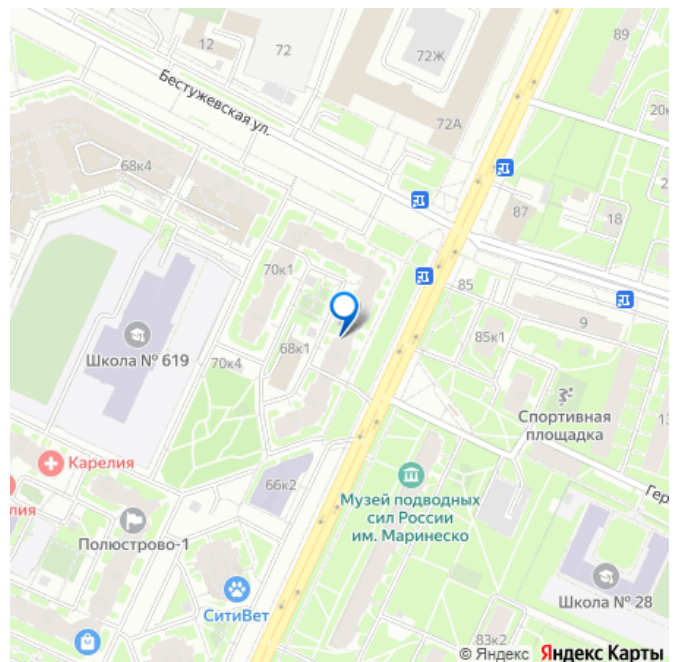 89
12
72
72Ж
20к
Бестужевская ул.
72А
68к4
2
87
18
70к1
85
9
85к1
68к1
Школа № 619
70к4
Спортивная
площадка
13
Карелия
66к2
Гер
лия
Музей подводных
сил России
им. Маринеско
Полюстрово-1
СитиВет
Школа № 28
83к2
© Яндекс Яндекс Карты